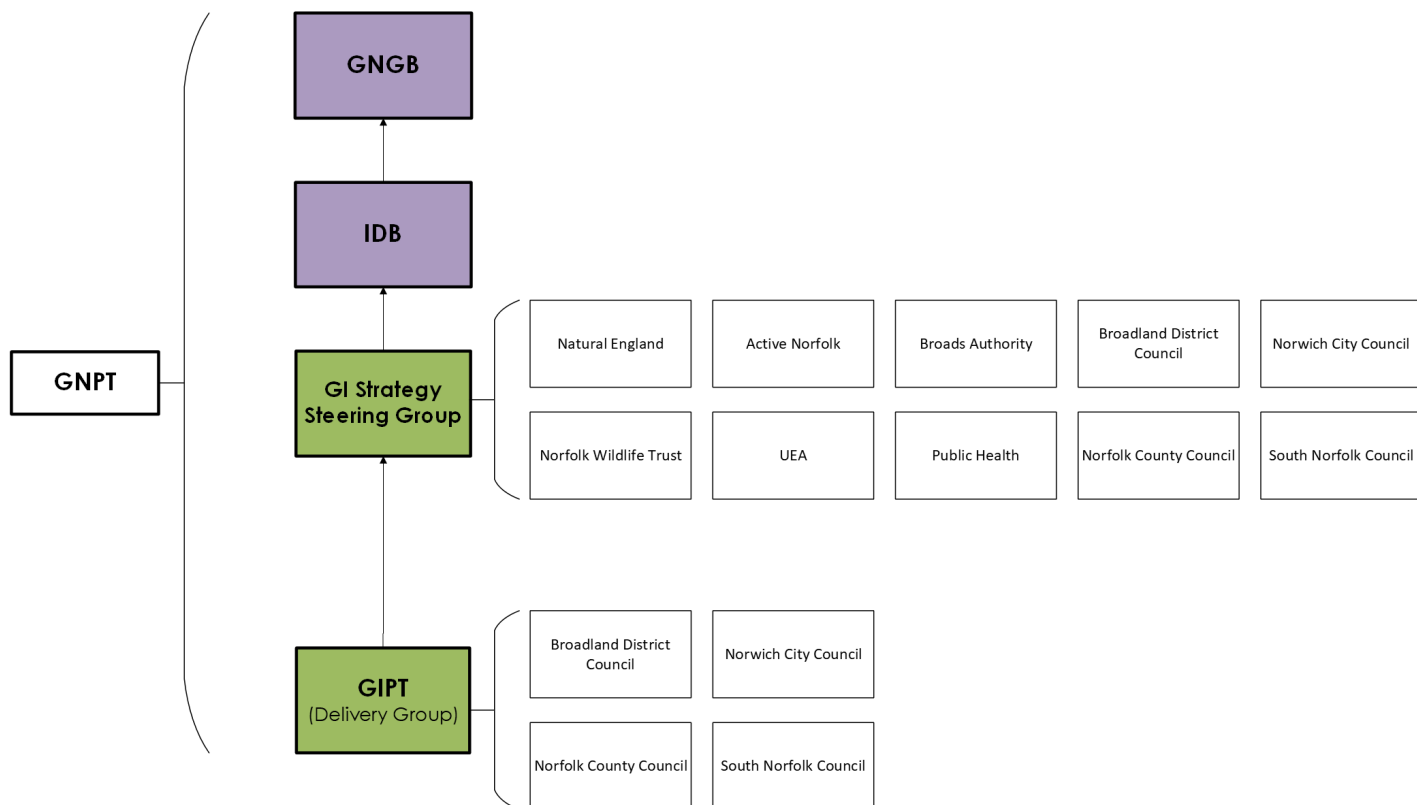 GNGB
IDB
GNPT
GI Strategy
Steering Group
Natural England
Active Norfolk
Broads Authority
Broadland District
Council
Norwich City Council
Norfolk Wildlife Trust
UEA
Public Health
Norfolk County Council
South Norfolk Council
GIPT
(Delivery Group)
Broadland District
Council
Norwich City Council
Norfolk County Council
South Norfolk Council